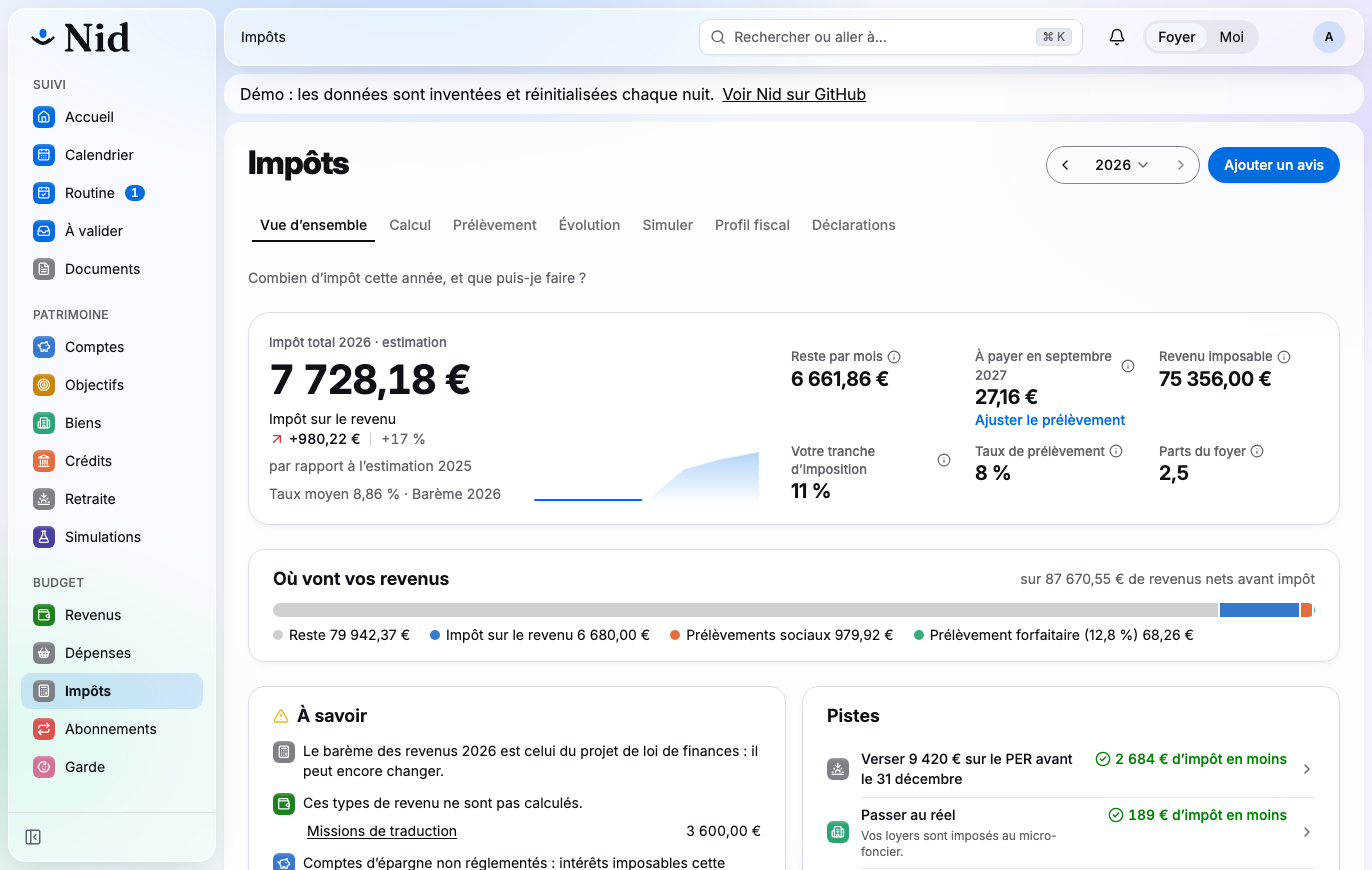 Nid
SUIVI
Accueil
Calendrier
Routine 1
À valider
Documents
PATRIMOINE
Comptes
Objectifs
Biens
Crédits
Retraite
Simulations
BUDGET
Revenus
Dépenses
Impôts
Abonnements
Garde
Impôts
Rechercher ou aller à…
⌘ K
Foyer Moi
A
Démo : les données sont inventées et réinitialisées chaque nuit. Voir Nid sur GitHub
Impôts
2026
Ajouter un avis
Vue d’ensemble Calcul Prélèvement Évolution Simuler Profil fiscal Déclarations
Combien d’impôt cette année, et que puis-je faire ?
Impôt total 2026 · estimation
7 728,18 €
Impôt sur le revenu
+980,22 € +17 %
par rapport à l’estimation 2025
Taux moyen 8,86 % · Barème 2026
Reste par mois
6 661,86 €
À payer en septembre
2027
27,16 €
Ajuster le prélèvement
Revenu imposable
75 356,00 €
Votre tranche
d’imposition
11 %
Taux de prélèvement
8 %
Parts du foyer
2,5
Où vont vos revenus
sur 87 670,55 € de revenus nets avant impôt
Reste 79 942,37 € Impôt sur le revenu 6 680,00 € Prélèvements sociaux 979,92 € Prélèvement forfaitaire (12,8 %) 68,26 €
À savoir
Le barème des revenus 2026 est celui du projet de loi de finances : il
peut encore changer.
Ces types de revenu ne sont pas calculés.
Missions de traduction 3 600,00 €
Comptes d’épargne non réglementés : intérêts imposables cette
Pistes
Verser 9 420 € sur le PER avant
le 31 décembre
2 684 € d’impôt en moins
Passer au réel
189 € d’impôt en moins
Vos loyers sont imposés au micro-
foncier.